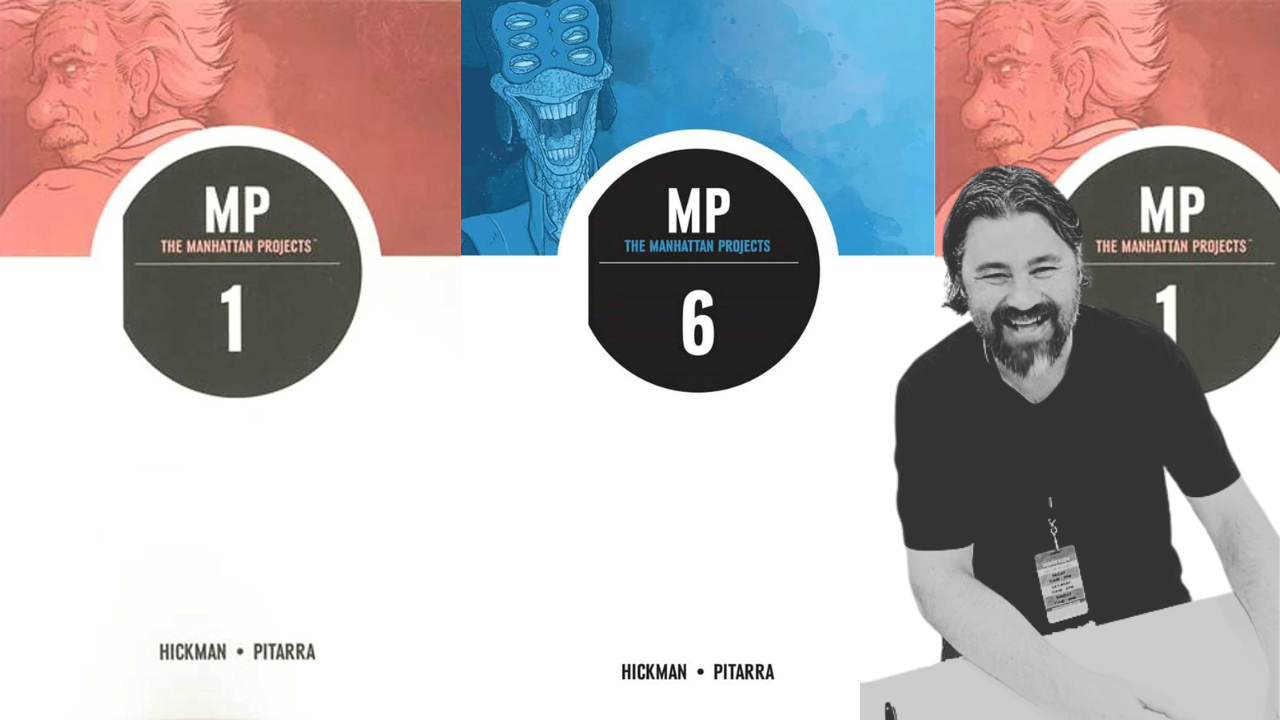 MP
THE MANHATTAN PROJECTS™
1
HICKMAN • PITARRA
MP
THE MANHATTAN PROJECTS
6
HICKMAN • PITARRA
MP
THE MANHATTAN PROJECTS™
1